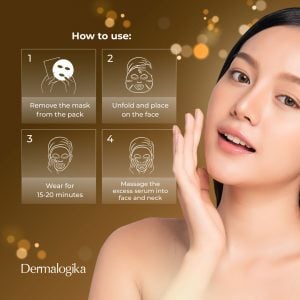 How to use:
1
Remove the mask
from the pack
2
Unfold and place
on the face
3
Wear for
15-20 minutes
4
Massage the
excess serum into
face and neck
Dermalogika